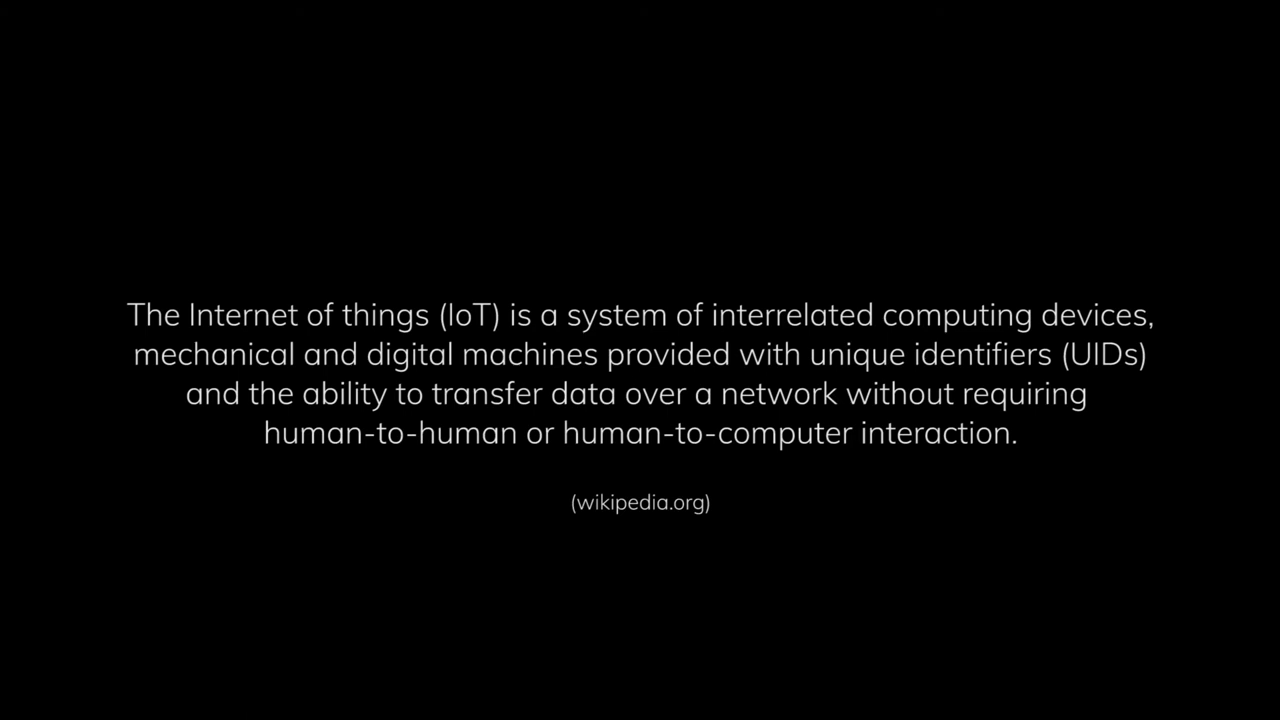 The Internet of things (IoT) is a system of interrelated computing devices,
mechanical and digital machines provided with unique identifiers (UIDs)
and the ability to transfer data over a network without requiring
human-to-human or human-to-computer interaction.
(wikipedia.org)